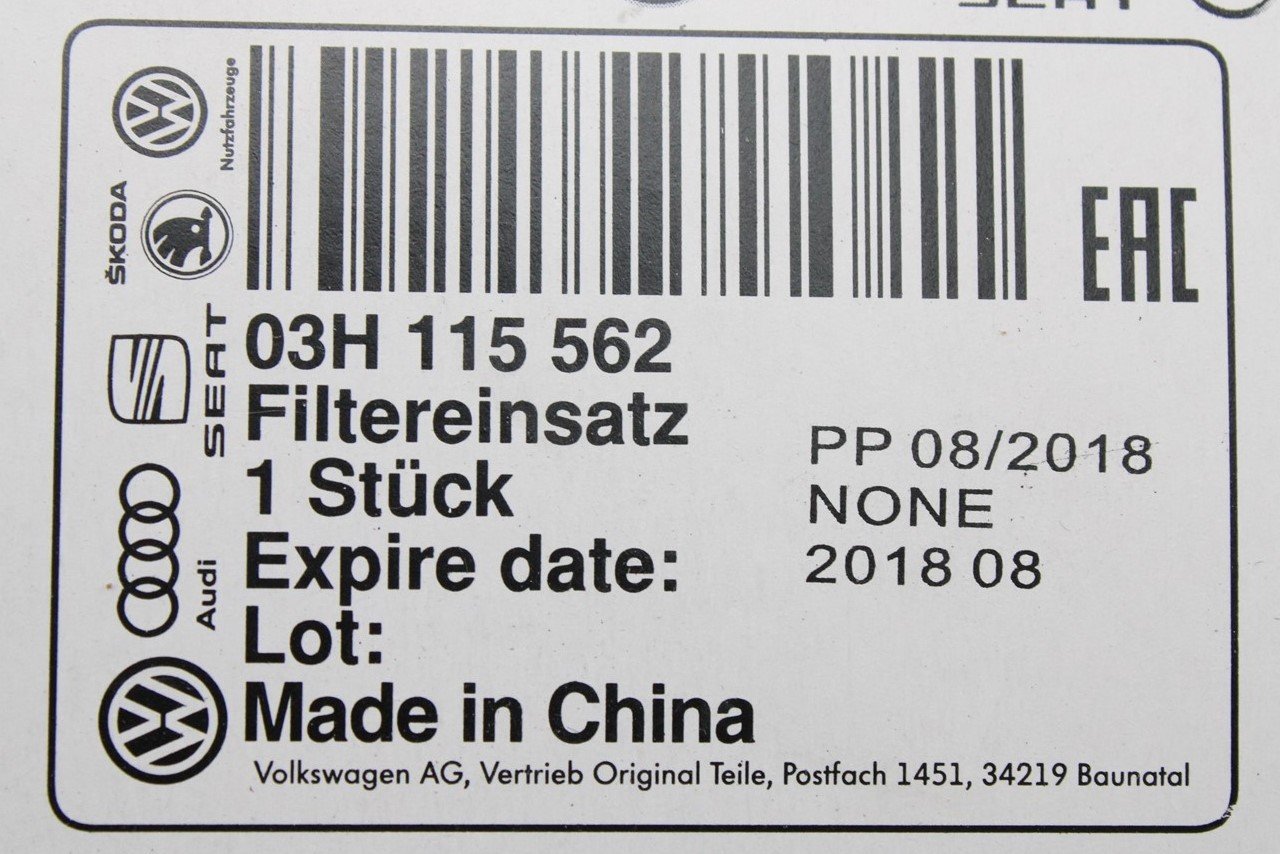 SEAT
Nutzfahrzeuge
ŠKODA
SEAT
Audi
EAC
03H 115 562
Filtereinsatz
1 Stück
Expire date:
Lot:
Made in China
PP 08/2018
NONE
2018 08
Volkswagen AG, Vertrieb Original Teile, Postfach 1451, 34219 Baunatal